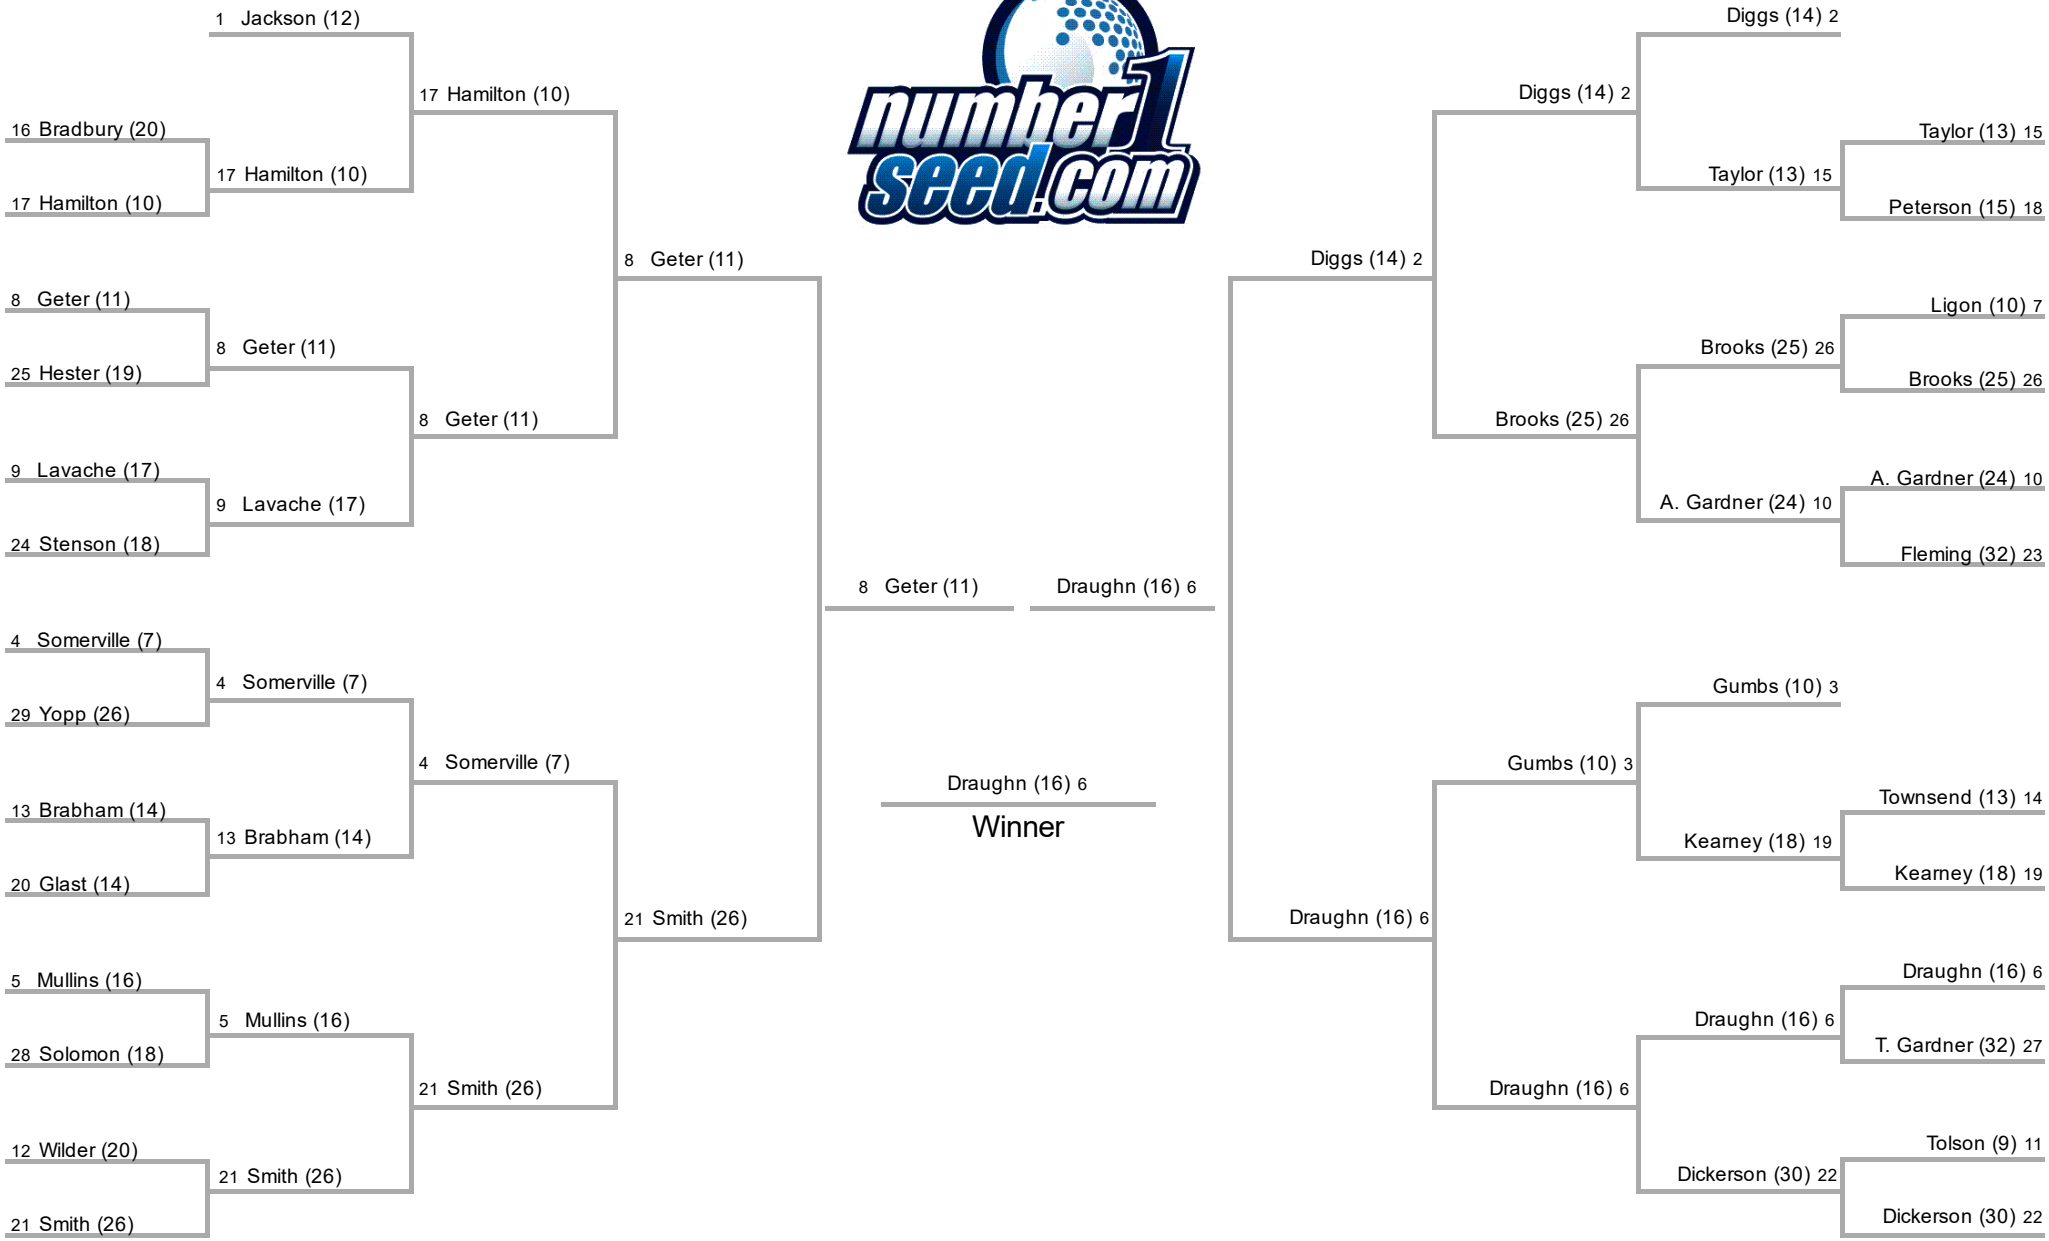 1 Jackson (12)
16 Bradbury (20)
17 Hamilton (10)
8 Geter (11)
25 Hester (19)
9 Lavache (17)
24 Stenson (18)
4 Somerville (7)
29 Yopp (26)
13 Brabham (14)
20 Glast (14)
5 Mullins (16)
28 Solomon (18)
12 Wilder (20)
21 Smith (26)
17 Hamilton (10)
8 Geter (11)
9 Lavache (17)
4 Somerville (7)
13 Brabham (14)
5 Mullins (16)
21 Smith (26)
17 Hamilton (10)
8 Geter (11)
4 Somerville (7)
21 Smith (26)
8 Geter (11)
21 Smith (26)
number1
seed.com
8 Geter (11)
Draughn (16) 6
Draughn (16) 6
Winner
Diggs (14) 2
Draughn (16) 6
Diggs (14) 2
Brooks (25) 26
Gumbs (10) 3
Draughn (16) 6
Diggs (14) 2
Taylor (13) 15
Brooks (25) 26
A. Gardner (24) 10
Gumbs (10) 3
Kearney (18) 19
Draughn (16) 6
Dickerson (30) 22
Taylor (13) 15
Peterson (15) 18
Ligon (10) 7
Brooks (25) 26
A. Gardner (24) 10
Fleming (32) 23
Townsend (13) 14
Kearney (18) 19
Draughn (16) 6
T. Gardner (32) 27
Tolson (9) 11
Dickerson (30) 22